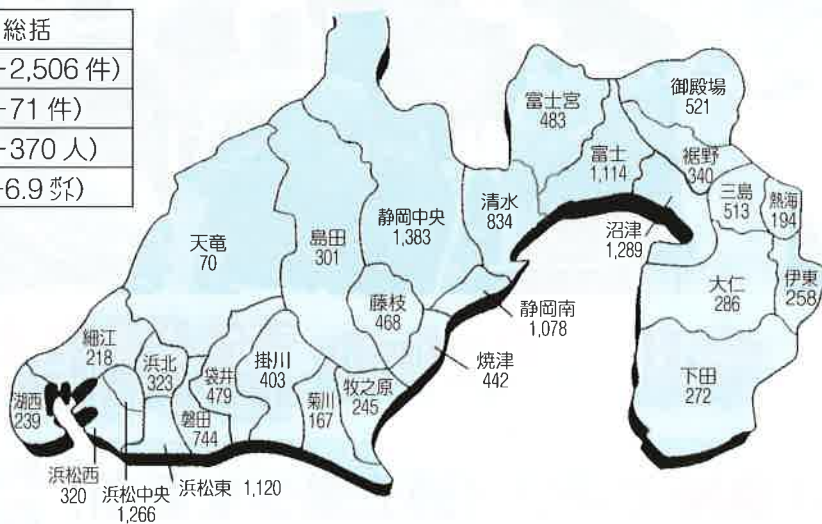 総括
-2,506 件)
-71 件)
-370 人)
-6.9 ポイント)
御殿場
521
富士宮
483
富士
1,114
裾野
340
三島
513
熱海
194
清水
834
静岡中央
1,383
沼津
1,289
島田
301
天竜
70
伊東
258
大仁
286
藤枝
468
静岡南
1,078
細江
218
浜北
323
袋井
479
掛川
403
焼津
442
下田
272
湖西
239
磐田
744
菊川
167
牧之原
245
浜松西
320
浜松中央
1,266
浜松東 1,120